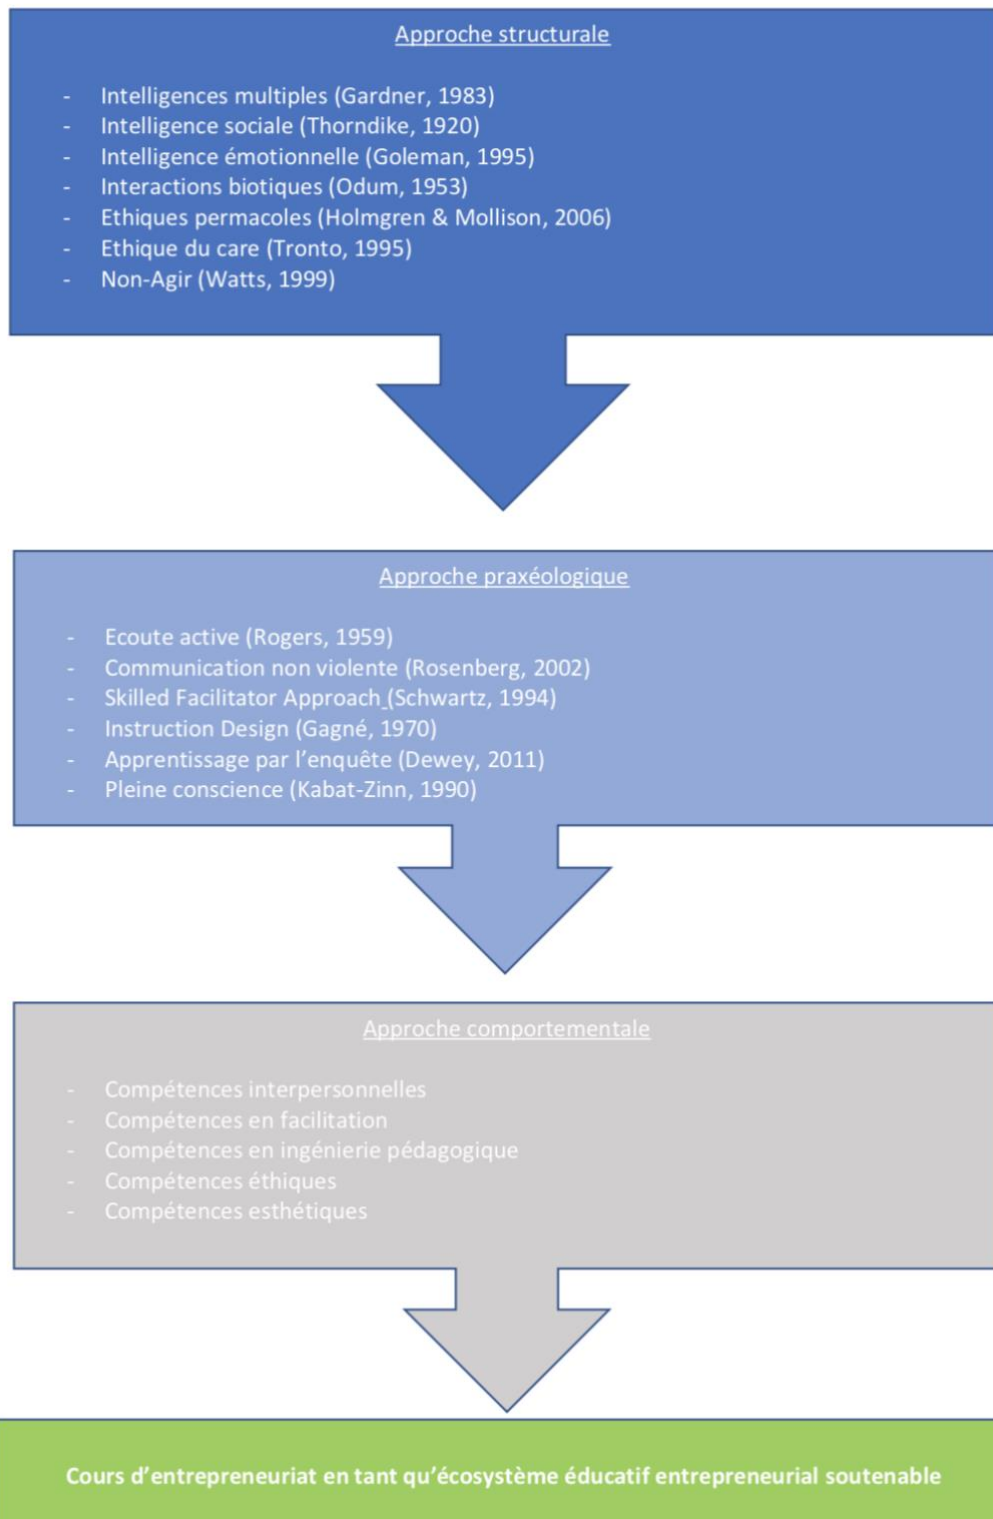 Approche structurale
- Intelligences multiples (Gardner, 1983)
- Intelligence sociale (Thorndike, 1920)
- Intelligence émotionnelle (Goleman, 1995)
- Interactions biotiques (Odum, 1953)
- Ethiques permacoles (Holmgren & Mollison, 2006)
- Ethique du care (Tronto, 1995)
- Non-Agir (Watts, 1999)
Approche praxéologique
- Ecoute active (Rogers, 1959)
- Communication non violente (Rosenberg, 2002)
- Skilled Facilitator Approach (Schwartz, 1994)
- Instruction Design (Gagné, 1970)
- Apprentissage par l'enquête (Dewey, 2011)
- Pleine conscience (Kabat-Zinn, 1990)
Approche comportementale
- Compétences interpersonnelles
- Compétences en facilitation
- Compétences en ingénierie pédagogique
- Compétences éthiques
- Compétences esthétiques
Cours d'entrepreneuriat en tant qu'écosystème éducatif entrepreneurial soutenable